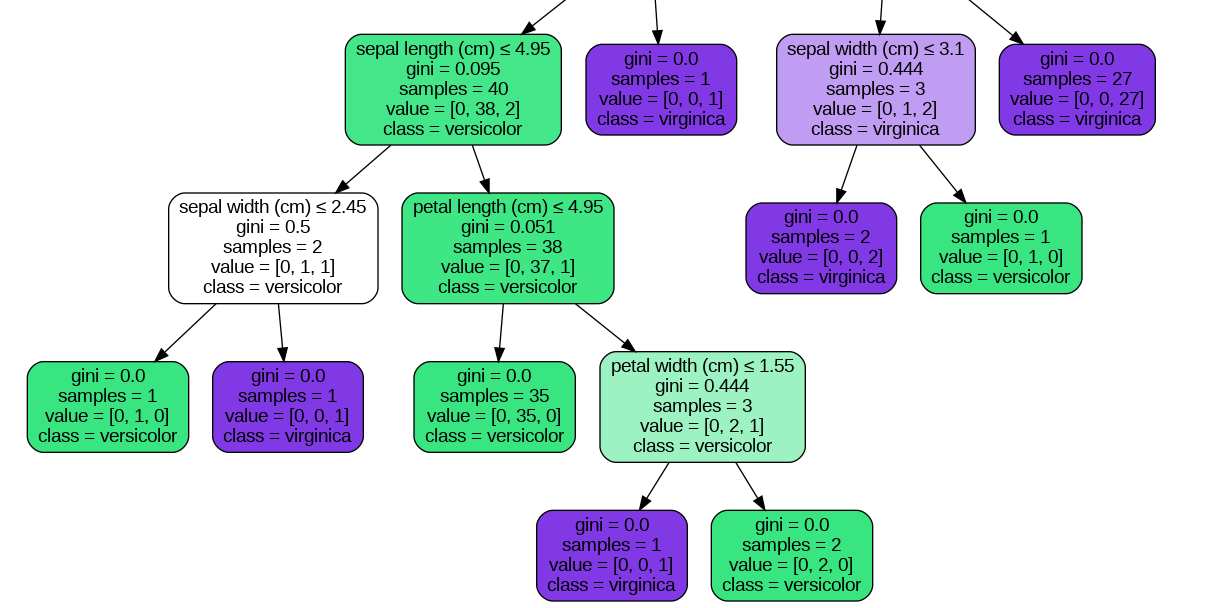 sepal length (cm) ≤ 4.95
gini = 0.095
samples = 40
value = [0, 38, 2]
class = versicolor
gini = 0.0
samples = 1
value = [0, 0, 1]
class = virginica
sepal width (cm) ≤ 3.1
gini = 0.444
samples = 3
value = [0, 1, 2]
class = virginica
gini = 0.0
samples = 27
value = [0, 0, 27]
class = virginica
sepal width (cm) ≤ 2.45
gini = 0.5
samples = 2
value = [0, 1, 1]
class = versicolor
petal length (cm) ≤ 4.95
gini = 0.051
samples = 38
value = [0, 37, 1]
class = versicolor
gini = 0.0
samples = 2
value = [0, 0, 2]
class = virginica
gini = 0.0
samples = 1
value = [0, 1, 0]
class = versicolor
gini = 0.0
samples = 1
value = [0, 1, 0]
class = versicolor
gini = 0.0
samples = 1
value = [0, 0, 1]
class = virginica
gini = 0.0
samples = 35
value = [0, 35, 0]
class = versicolor
petal width (cm) ≤ 1.55
gini = 0.444
samples = 3
value = [0, 2, 1]
class = versicolor
gini = 0.0
samples = 1
value = [0, 0, 1]
class = virginica
gini = 0.0
samples = 2
value = [0, 2, 0]
class = versicolor